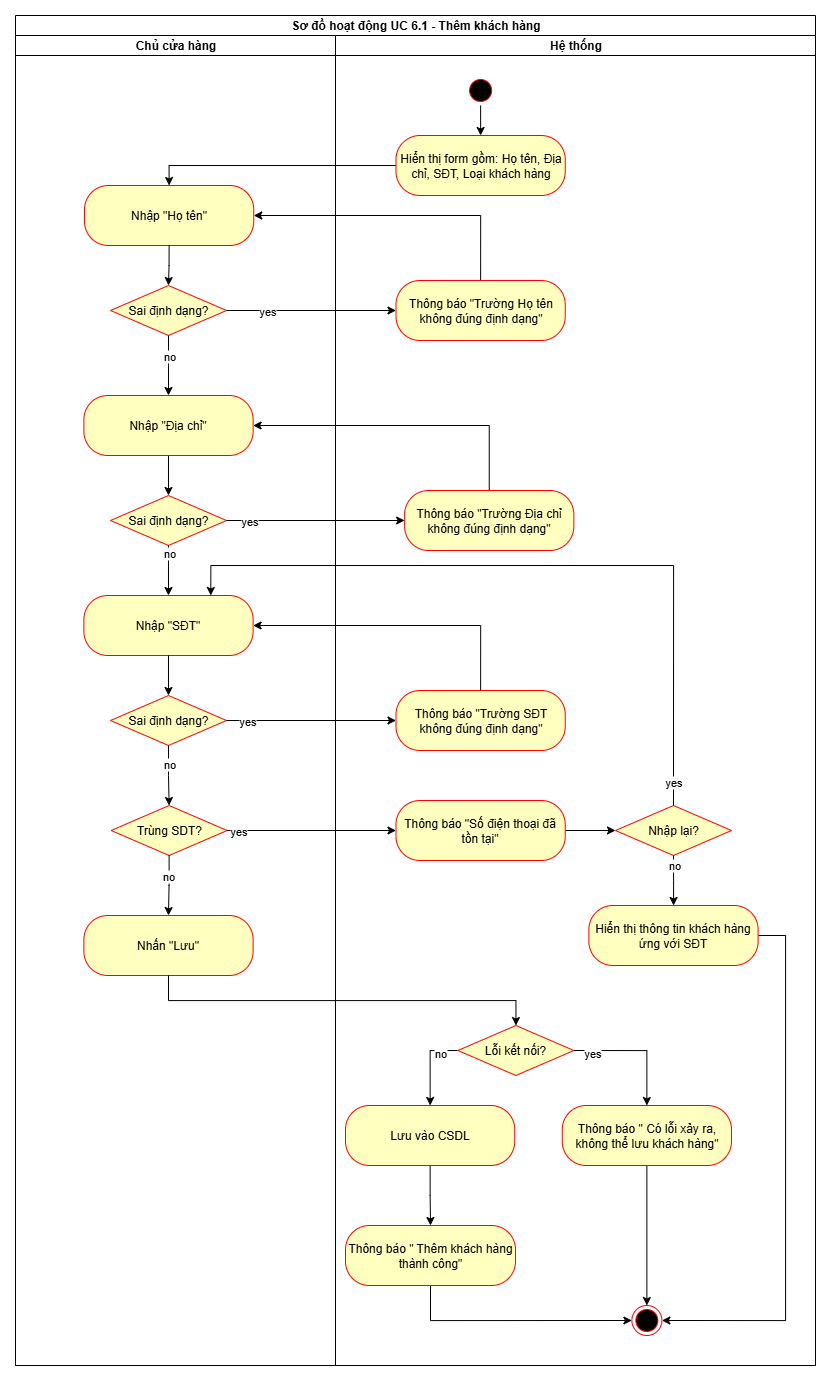 Sơ đồ hoạt động UC 6.1 - Thêm khách hàng
Chủ cửa hàng
Hệ thống
Hiển thị form gồm: Họ tên, Địa
chỉ, SĐT, Loại khách hàng
Nhập "Họ tên"
Sai định dạng?
yes
Thông báo "Trường Họ tên
không đúng định dạng"
no
Nhập "Địa chỉ"
Sai định dạng?
yes
Thông báo "Trường Địa chỉ
không đúng định dạng"
no
Nhập "SĐT"
Sai định dạng?
yes
Thông báo "Trường SĐT
không đúng định dạng"
no
yes
Trùng SDT?
yes
Thông báo "Số điện thoại đã
tồn tại"
Nhập lại?
no
no
Nhấn "Lưu"
Hiển thị thông tin khách hàng
ứng với SĐT
Lỗi kết nối?
no
yes
Lưu vào CSDL
Thông báo " Có lỗi xảy ra,
không thể lưu khách hàng"
Thông báo " Thêm khách hàng
thành công"